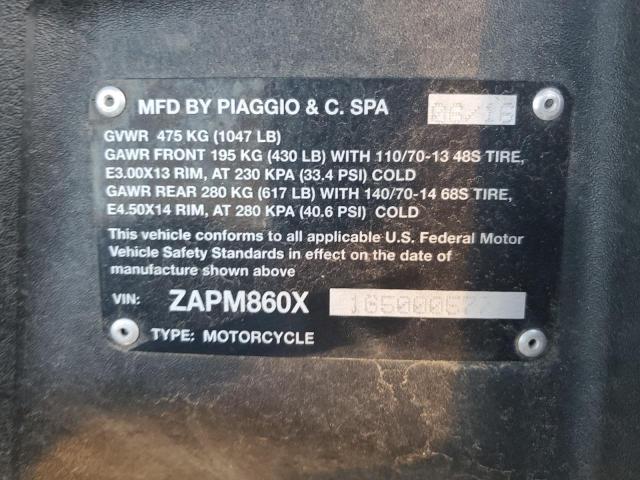 MFD BY PIAGGIO & C. SPA 06/16
GVWR 475 KG (1047 LB)
GAWR FRONT 195 KG (430 LB) WITH 110/70-13 48S TIRE,
E3.00X13 RIM, AT 230 KPA (33.4 PSI) COLD
GAWR REAR 280 KG (617 LB) WITH 140/70-14 68S TIRE,
E4.50X14 RIM, AT 280 KPA (40.6 PSI) COLD
This vehicle conforms to all applicable U.S. Federal Motor
Vehicle Safety Standards in effect on the date of
manufacture shown above
VIN: ZAPM860X 1G5000577
TYPE: MOTORCYCLE